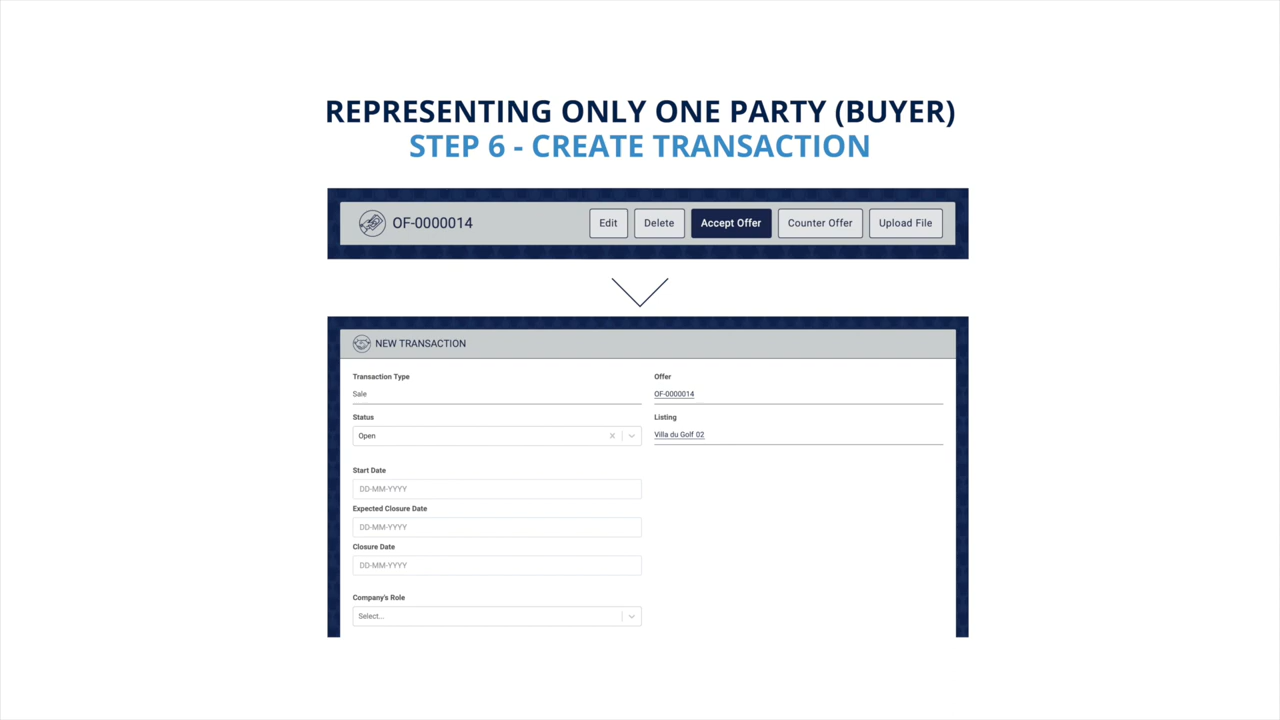 REPRESENTING ONLY ONE PARTY (BUYER)
STEP 6 - CREATE TRANSACTION
OF-0000014
Edit
Delete
Accept Offer
Counter Offer
Upload File
NEW TRANSACTION
Transaction Type
Sale
Offer
OF-0000014
Status
Open
Listing
Villa du Golf 02
Start Date
DD-MM-YYYY
Expected Closure Date
DD-MM-YYYY
Closure Date
DD-MM-YYYY
Company's Role
Select...